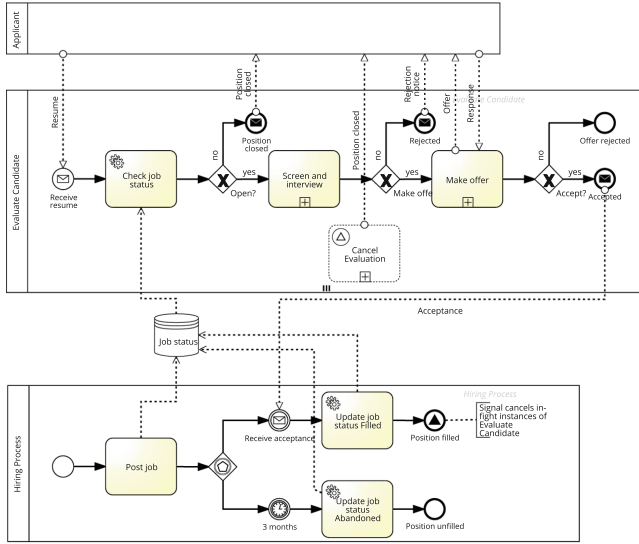 Applicant
Resume
Position
closed
Position closed
Rejection
notice
Offer
Response
Candidate
Evaluate Candidate
no
Position
closed
no
Rejected
no
Offer rejected
Receive
resume
Check job
status
yes
Open?
Screen and
interview
yes
Make offe
Make offer
yes
Accept?
Accepted
Cancel
Evaluation
Acceptance
Job status
Hiring Process
Hiring Process
Post job
Receive acceptance
Update job
status Filled
Position filled
Signal cancels in-
fight instances of
Evaluate
Candidate
3 months
Update job
status
Abandoned
Position unfilled